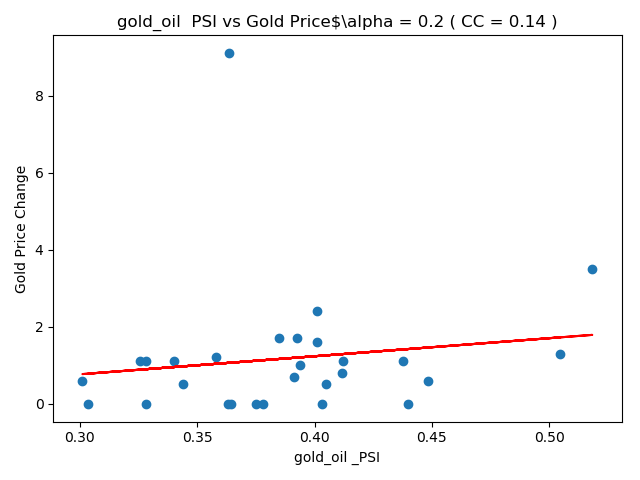 gold_oil  PSI vs Gold Price$\alpha = 0.2 ( CC = 0.14 )
Gold Price Change
8
6
4
2
0
0.30 0.35 0.40 0.45 0.50
gold_oil _PSI